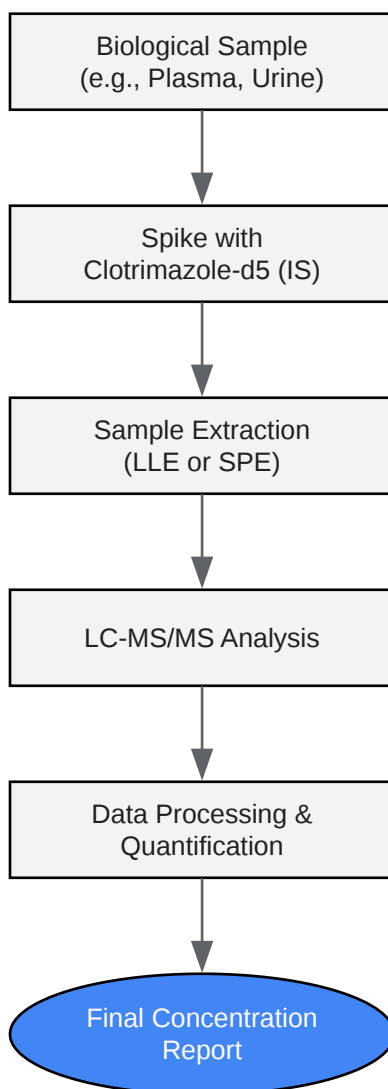 Biological Sample
(e.g., Plasma, Urine)
Spike with
Clotrimazole-d5 (IS)
Sample Extraction
(LLE or SPE)
LC-MS/MS Analysis
Data Processing &
Quantification
Final Concentration
Report